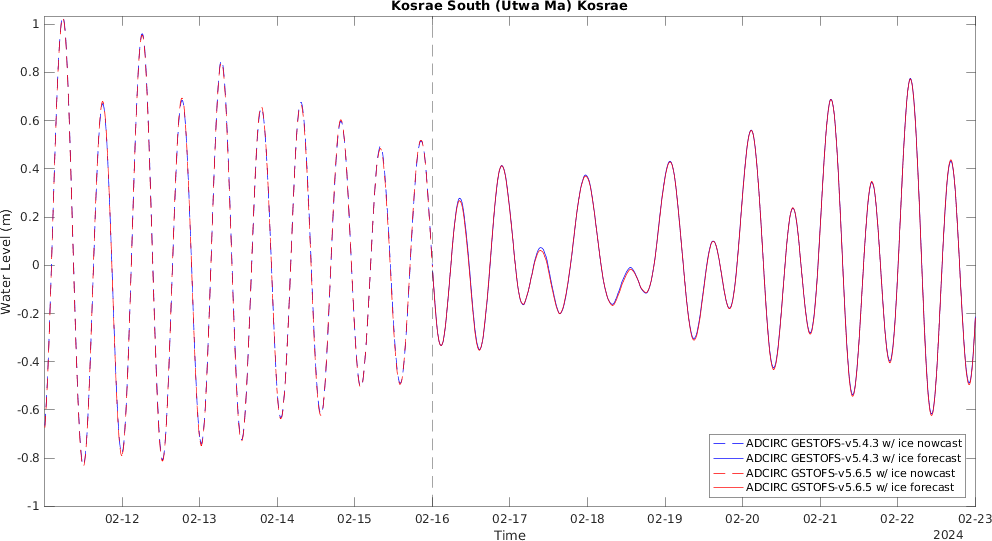 Kosrae South (Utwa Ma) Kosrae
1
0.8
0.6
0.4
0.2
0
-0.2
-0.4
-0.6
-0.8
-1
Water Level (m)
ADCIRC GESTOFS-v5.4.3 w/ ice nowcast
ADCIRC GESTOFS-v5.4.3 w/ ice forecast
ADCIRC GSTOFS-v5.6.5 w/ ice nowcast
ADCIRC GSTOFS-v5.6.5 w/ ice forecast
02-12 02-13 02-14 02-15 02-16 02-17 02-18 02-19 02-20 02-21 02-22 02-23
Time
2024